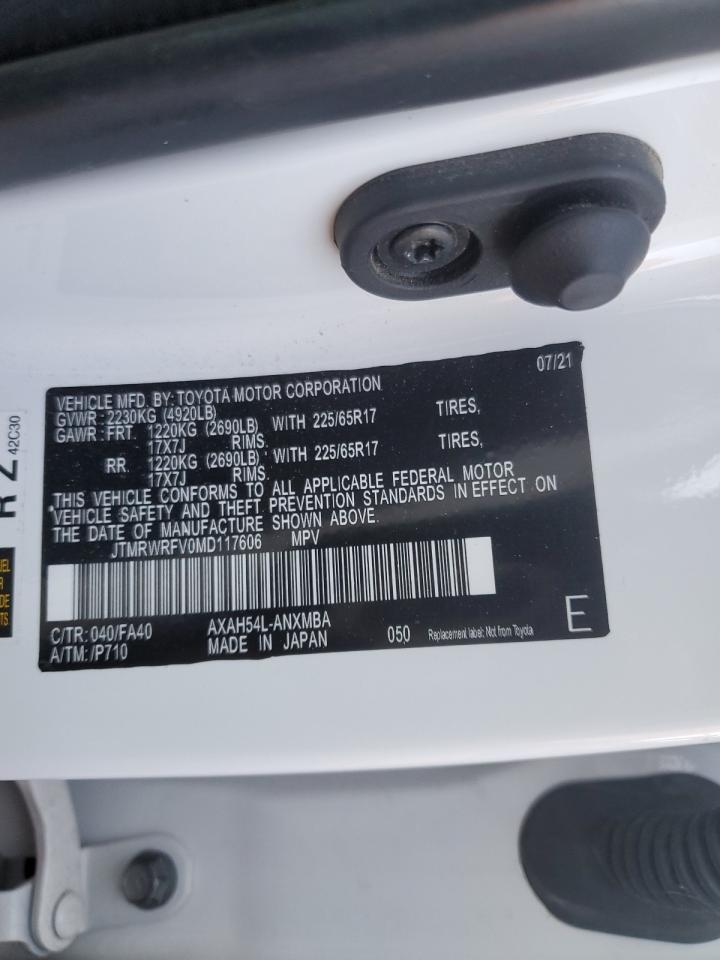 07/21
VEHICLE MFD. BY: TOYOTA MOTOR CORPORATION
GVWR: 2230KG (4920LB)
GAWR: FRT. 1220KG (2690LB) WITH 225/65R17 TIRES,
17X7J RIMS,
RR. 1220KG (2690LB) WITH 225/65R17 TIRES,
17X7J RIMS,
THIS VEHICLE CONFORMS TO ALL APPLICABLE FEDERAL MOTOR
VEHICLE SAFETY AND THEFT PREVENTION STANDARDS IN EFFECT ON
THE DATE OF MANUFACTURE SHOWN ABOVE.
JTMRWRFV0MD117606 MPV
C/TR: 040/FA40 AXAH54L-ANXMBA
A/TM: /P710 MADE IN JAPAN 050 Replacement label: Not from Toyota E
R Z
42C30